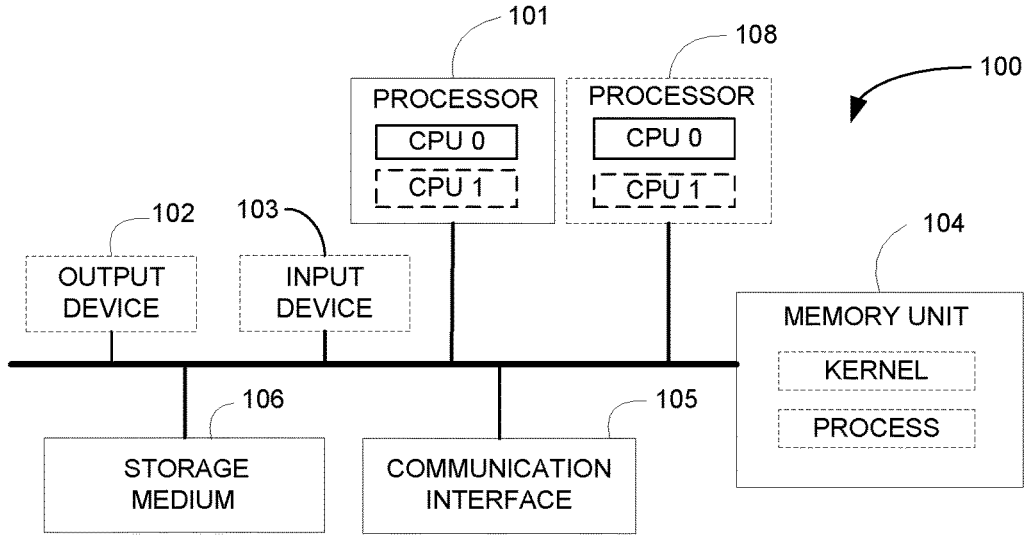 101
108
100
PROCESSOR
CPU 0
CPU 1
PROCESSOR
CPU 0
CPU 1
102
103
104
OUTPUT
DEVICE
INPUT
DEVICE
MEMORY UNIT
KERNEL
PROCESS
106
105
STORAGE
MEDIUM
COMMUNICATION
INTERFACE